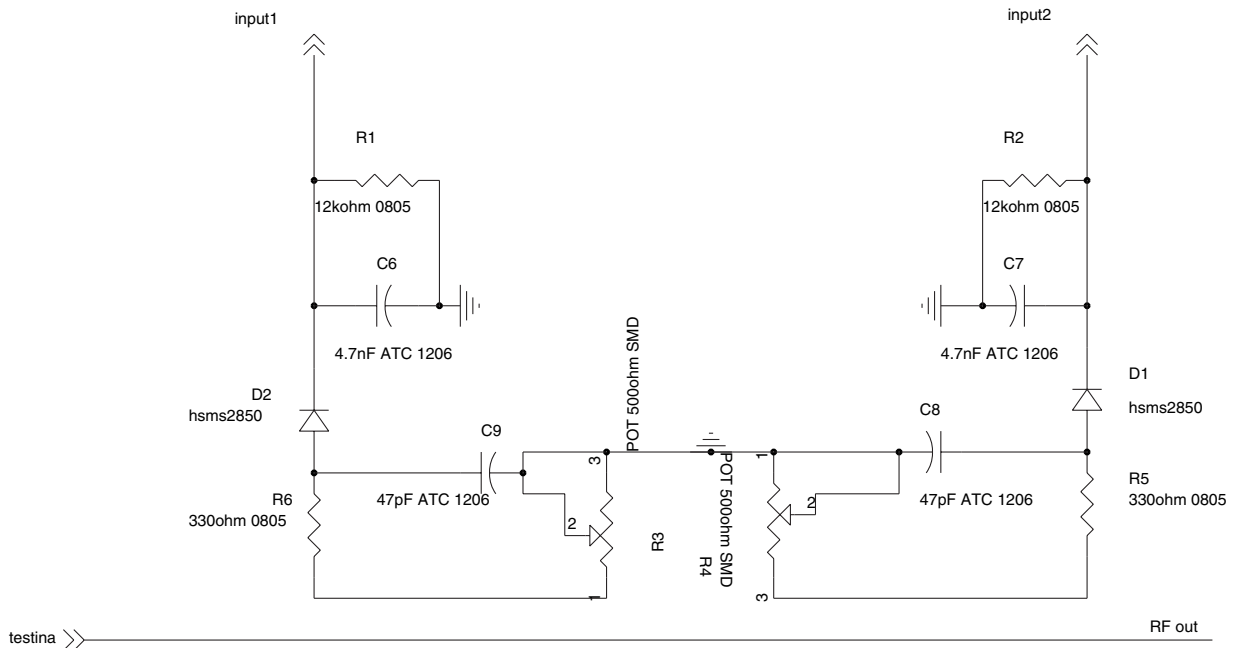 input1
input2
R1
R2
12kohm 0805
12kohm 0805
C6
C7
4.7nF ATC 1206
4.7nF ATC 1206
POT 500ohm SMD
D2
hsms2850
D1
hsms2850
C9
C8
3
1
POT 500ohm SMD
R6
330ohm 0805
47pF ATC 1206
2
2
47pF ATC 1206
R5
330ohm 0805
R3
R4
1
3
testina
RF out